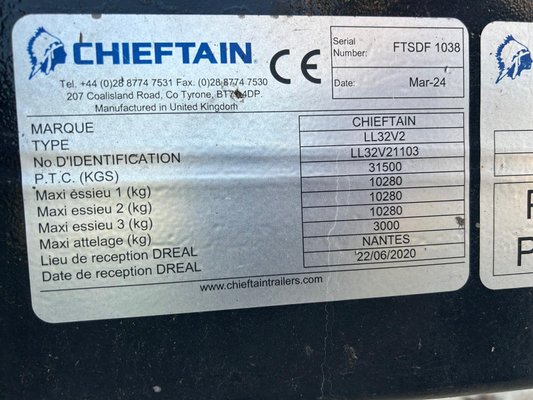 CHIEFTAIN
Tel. +44 (0)28 8774 7531 Fax. (0)28 8774 7530
207 Coalisland Road, Co Tyrone, BT71 4DP.
Manufactured in United Kingdom
CE
Serial Number: FTSDF 1038
Date: Mar-24
MARQUE CHIEFTAIN
TYPE LL32V2
No D'IDENTIFICATION LL32V21103
P.T.C. (KGS) 31500
Maxi éssieu 1 (kg) 10280
Maxi essieu 2 (kg) 10280
Maxi essieu 3 (kg) 10280
Maxi attelage (kg) 3000
Lieu de reception DREAL NANTES
Date de reception DREAL 22/06/2020
www.chieftaintrailers.com